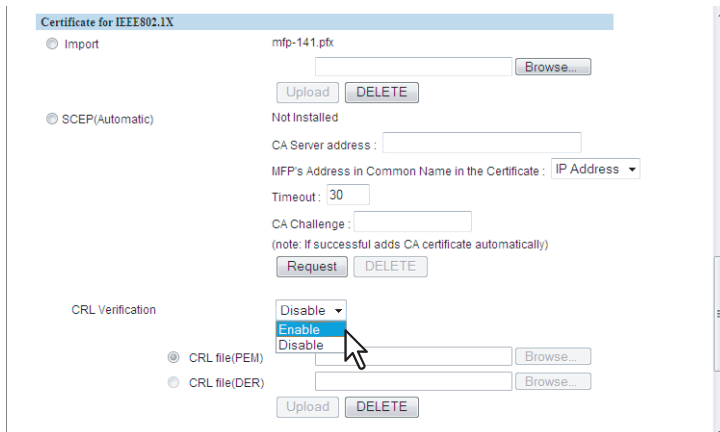 Certificate for IEEE802.1X
Import mfp-141.pfx
Browse...
Upload DELETE
SCEP(Automatic) Not Installed
CA Server address :
MFP's Address in Common Name in the Certificate : IP Address
Timeout : 30
CA Challenge :
(note: If successful adds CA certificate automatically)
Request DELETE
CRL Verification Disable
Enable
Disable
CRL file(PEM) Browse...
CRL file(DER) Browse...
Upload DELETE